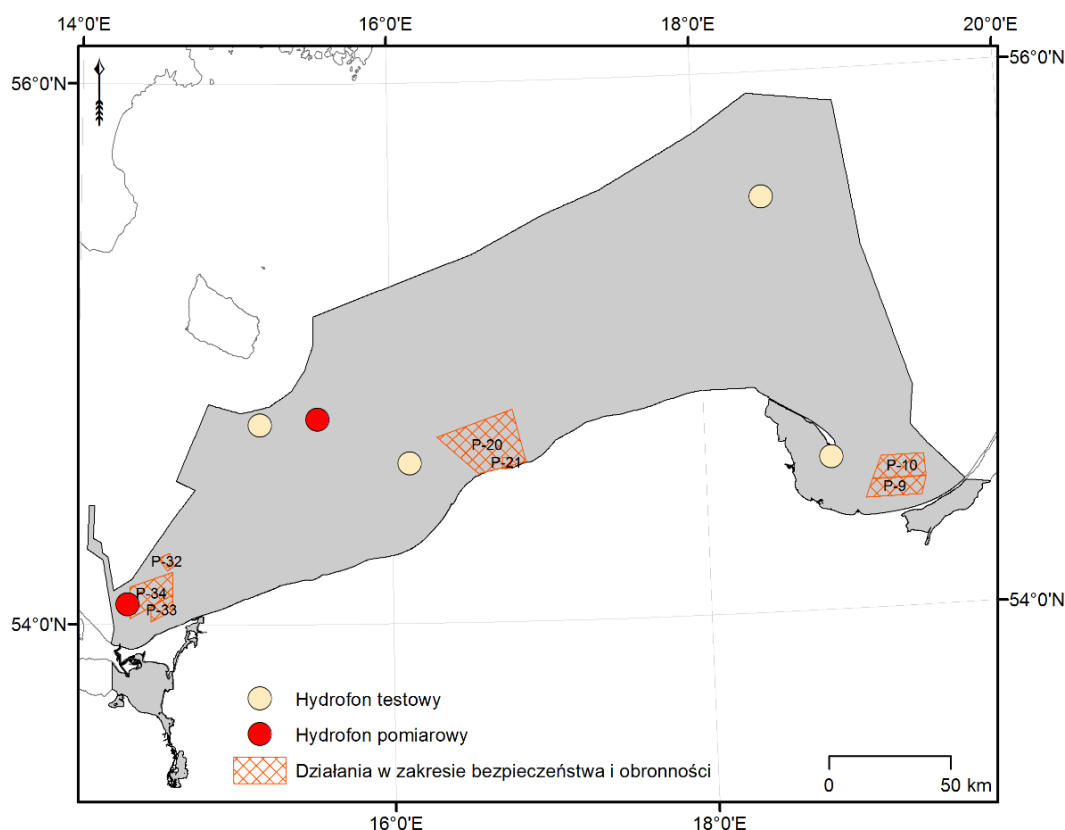 14°0'E 16°0'E 18°0'E 20°0'E
56°0'N 56°0'N
P-20
P-21
P-10
P-9
P-32
P-34
P-33
54°0'N 54°0'N
Hydrofon testowy
Hydrofon pomiarowy
Działania w zakresie bezpieczeństwa i obronności
0 50 km
16°0'E 18°0'E